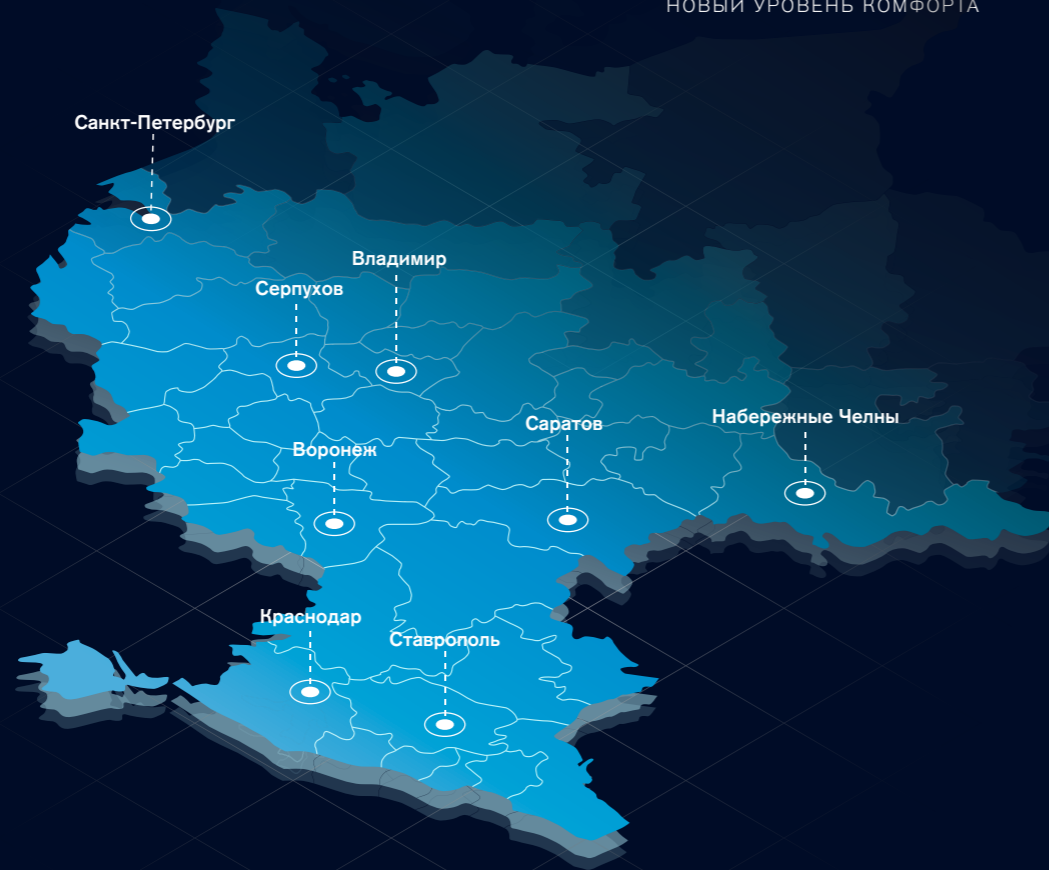 НОВЫЙ УРОВЕНЬ КОМФОРТА
Санкт-Петербург
Владимир
Серпухов
Набережные Челны
Саратов
Воронеж
Краснодар
Ставрополь